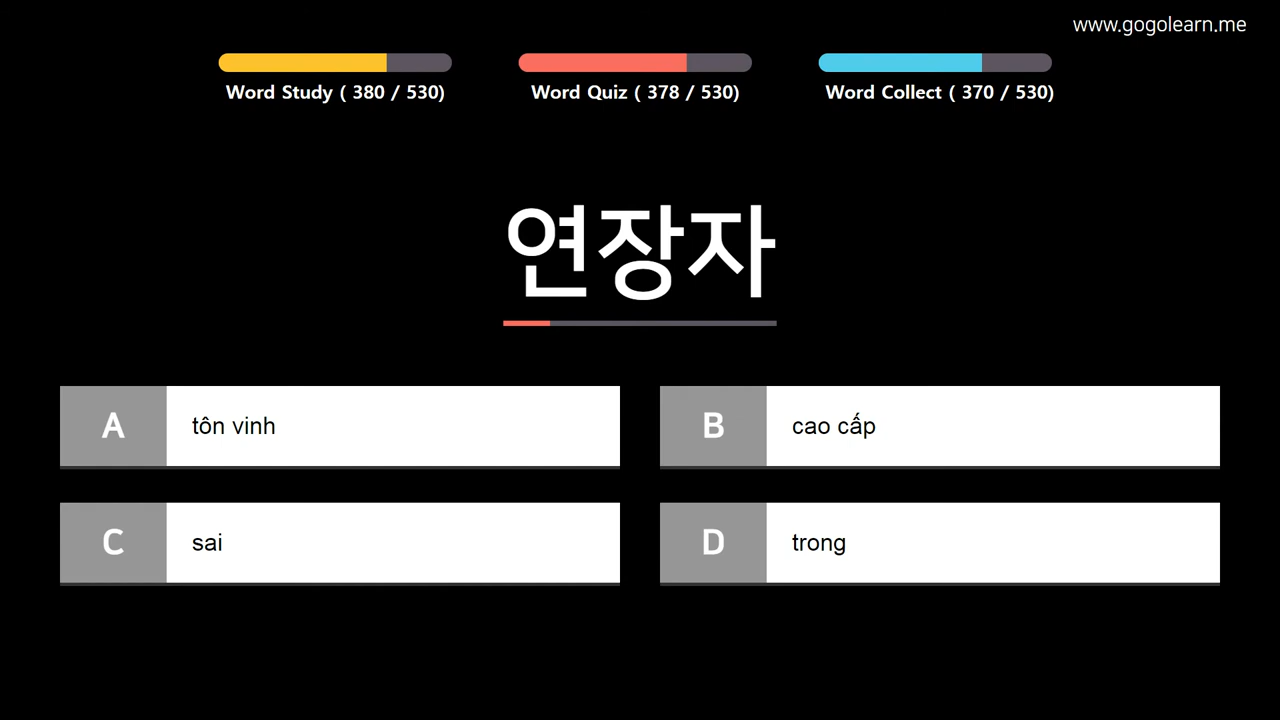 www.gogolearn.me
Word Study ( 380 / 530)
Word Quiz ( 378 / 530)
Word Collect ( 370 / 530)
연장자
A
tôn vinh
B
cao cấp
C
sai
D
trong